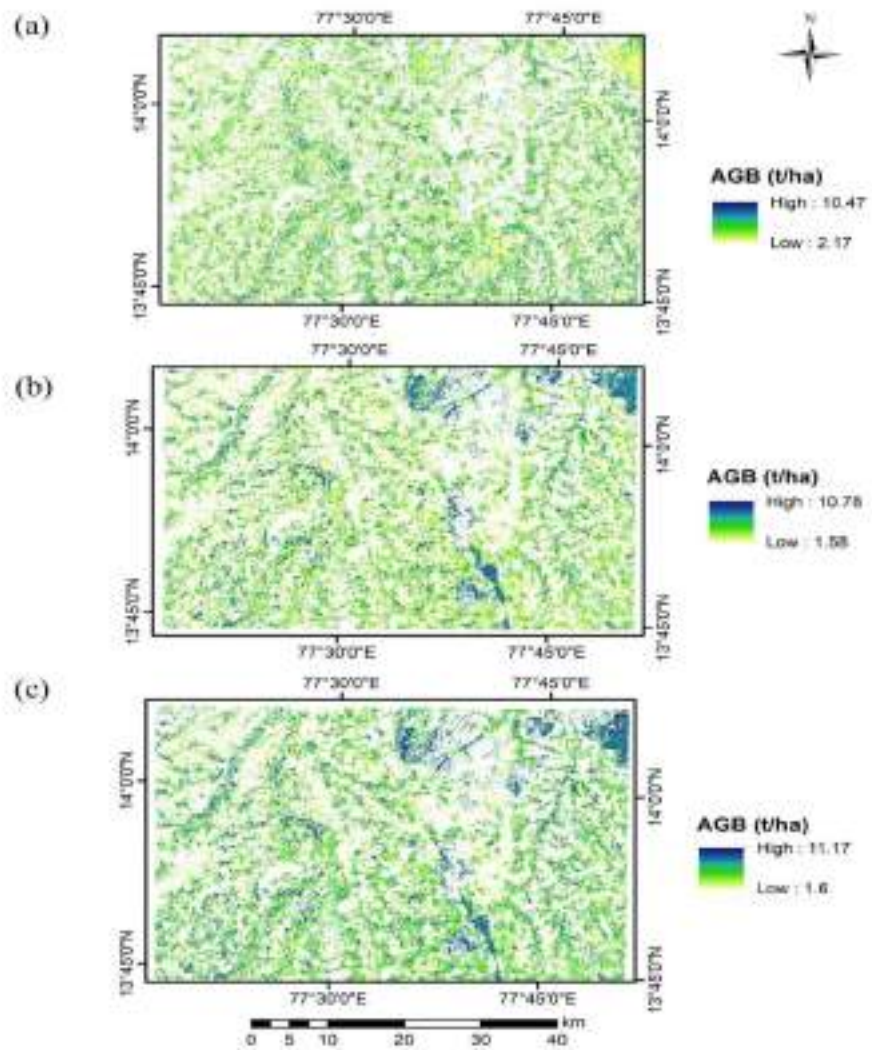 (a)
77°30'0"E 77°45'0"E
N
14°0'0"N
14°0'0"N
AGB (t/ha)
High : 10.47
Low : 2.17
13°45'0"N
13°45'0"N
77°30'0"E 77°45'0"E
77°30'0"E 77°45'0"E
(b)
14°0'0"N
14°0'0"N
AGB (t/ha)
High : 10.78
Low : 1.58
13°45'0"N
13°45'0"N
77°30'0"E 77°45'0"E
(c)
77°30'0"E 77°45'0"E
14°0'0"N
14°0'0"N
AGB (t/ha)
High : 11.17
Low : 1.6
13°45'0"N
13°45'0"N
77°30'0"E 77°45'0"E
km
0 5 10 20 30 40